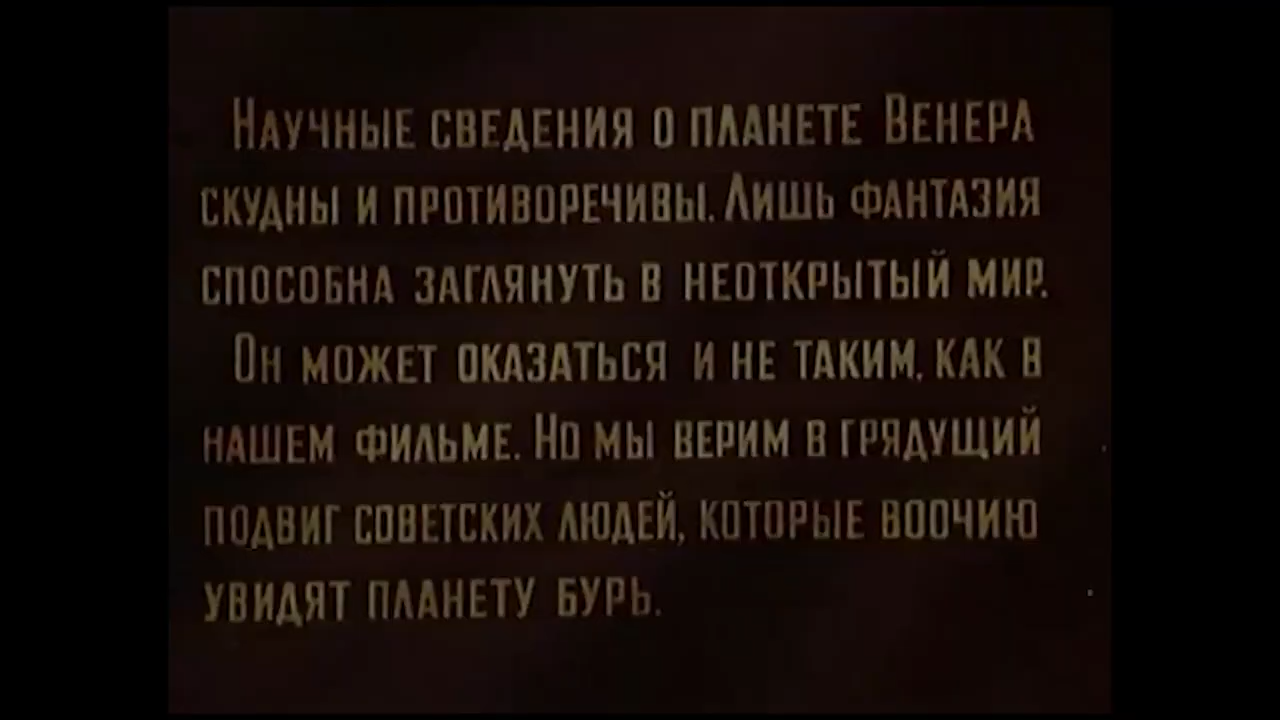 Научные сведения о планете Венера
скудны и противоречивы. Лишь фантазия
способна заглянуть в неоткрытый мир.
Он может оказаться и не таким, как в
нашем фильме. Но мы верим в грядущий
подвиг советских людей, которые воочию
увидят планету бурь.